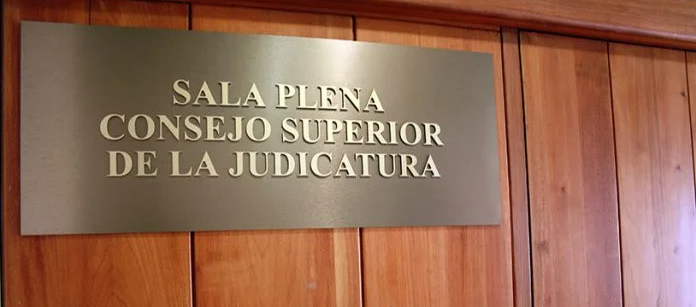 SALA PLENA
CONSEJO SUPERIOR
DE LA JUDICATURA